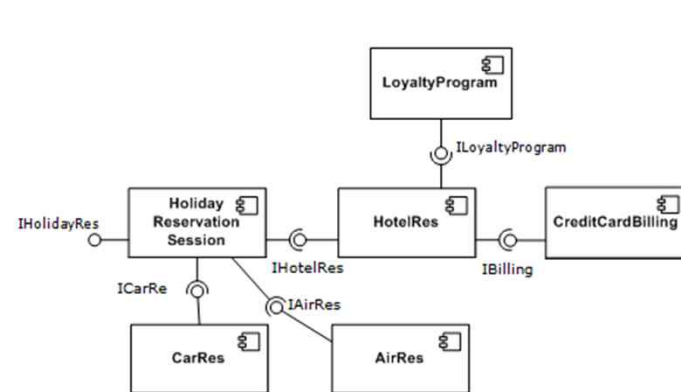 LoyaltyProgram
ILoyaltyProgram
IHolidayRes
Holiday
Reservation
Session
HotelRes
CreditCardBilling
IHotelRes
IBilling
ICarRe
IAirRes
CarRes
AirRes